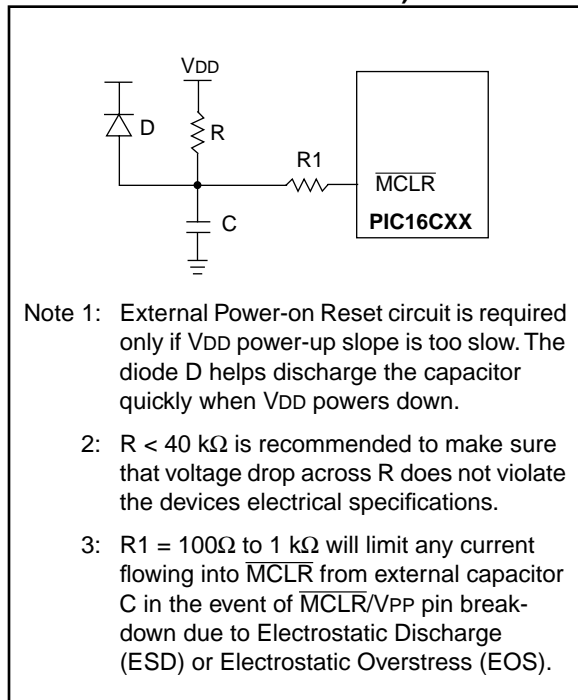 VDD
D
R
R1
MCLR
C
PIC16CXX
Note 1: External Power-on Reset circuit is required
only if VDD power-up slope is too slow. The
diode D helps discharge the capacitor
quickly when VDD powers down.
2: R < 40 kΩ is recommended to make sure
that voltage drop across R does not violate
the devices electrical specifications.
3: R1 = 100Ω to 1 kΩ will limit any current
flowing into MCLR from external capacitor
C in the event of MCLR/VPP pin break-
down due to Electrostatic Discharge
(ESD) or Electrostatic Overstress (EOS).